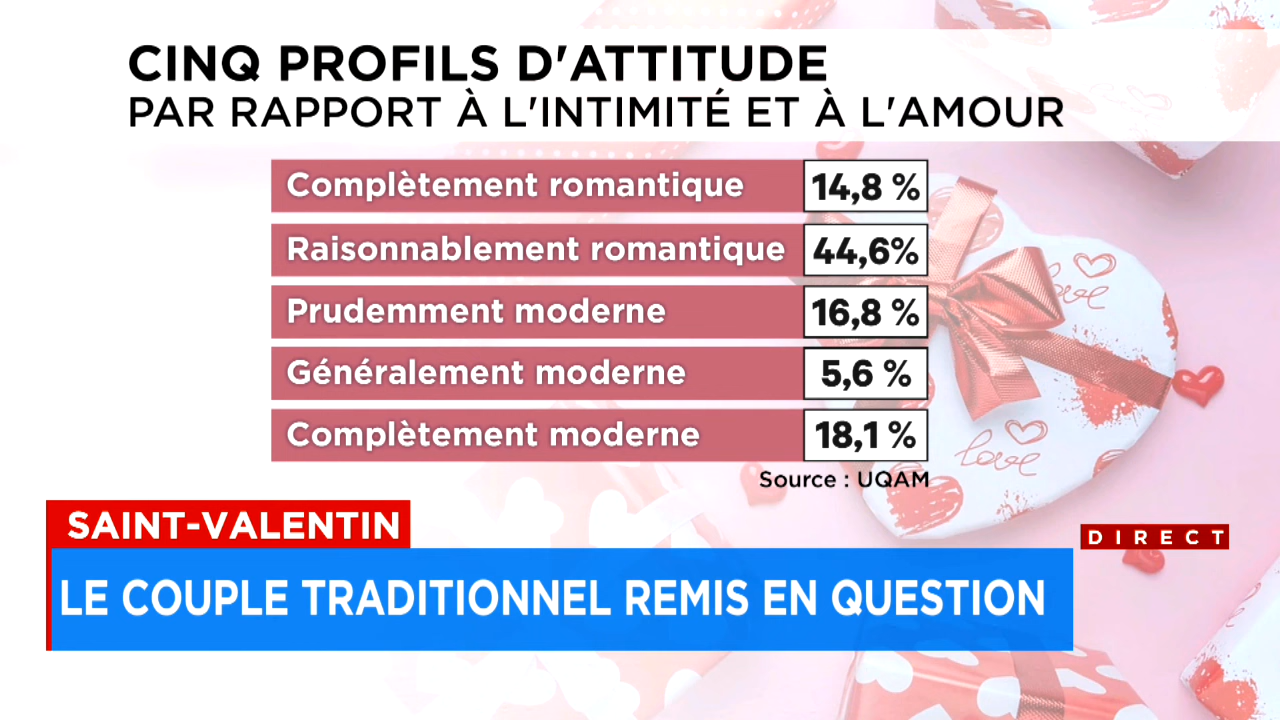 CINQ PROFILS D'ATTITUDE
PAR RAPPORT À L'INTIMITÉ ET À L'AMOUR
Complètement romantique 14,8 %
Raisonnablement romantique 44,6%
Prudemment moderne 16,8 %
Généralement moderne 5,6 %
Complètement moderne 18,1 %
Source : UQAM
love
love
SAINT-VALENTIN
DIRECT
LE COUPLE TRADITIONNEL REMIS EN QUESTION